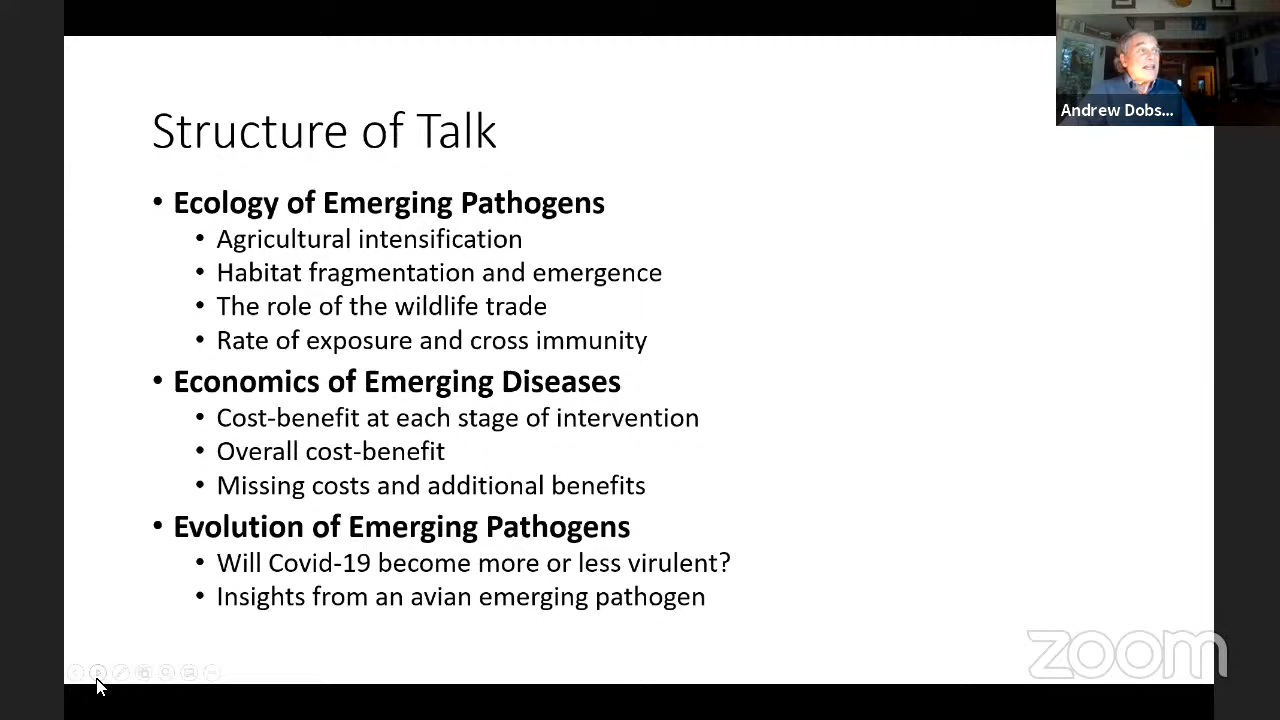 Structure of Talk
• Ecology of Emerging Pathogens
• Agricultural intensification
• Habitat fragmentation and emergence
• The role of the wildlife trade
• Rate of exposure and cross immunity
• Economics of Emerging Diseases
• Cost-benefit at each stage of intervention
• Overall cost-benefit
• Missing costs and additional benefits
• Evolution of Emerging Pathogens
• Will Covid-19 become more or less virulent?
• Insights from an avian emerging pathogen
Andrew Dobs...
zoom